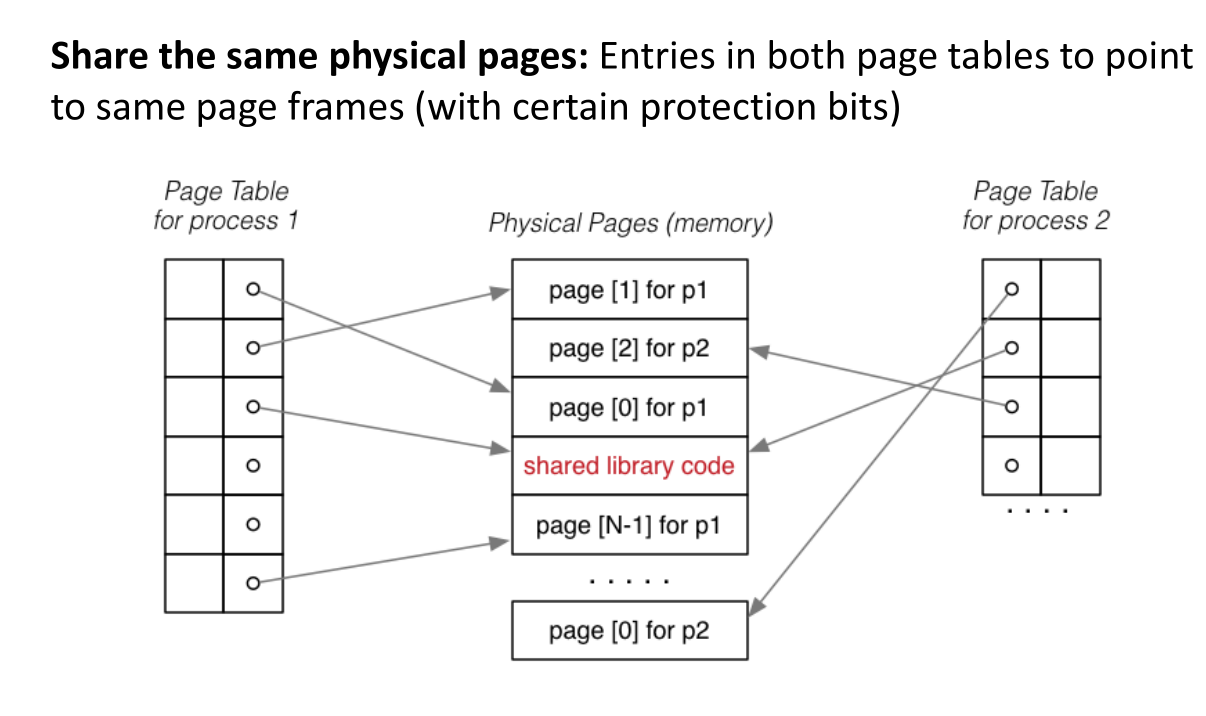 Share the same physical pages: Entries in both page tables to point
to same page frames (with certain protection bits)
Page Table
for process 1
Physical Pages (memory)
Page Table
for process 2
page [1] for p1
page [2] for p2
page [0] for p1
shared library code
page [N-1] for p1
. . . . .
page [0] for p2
. . . .